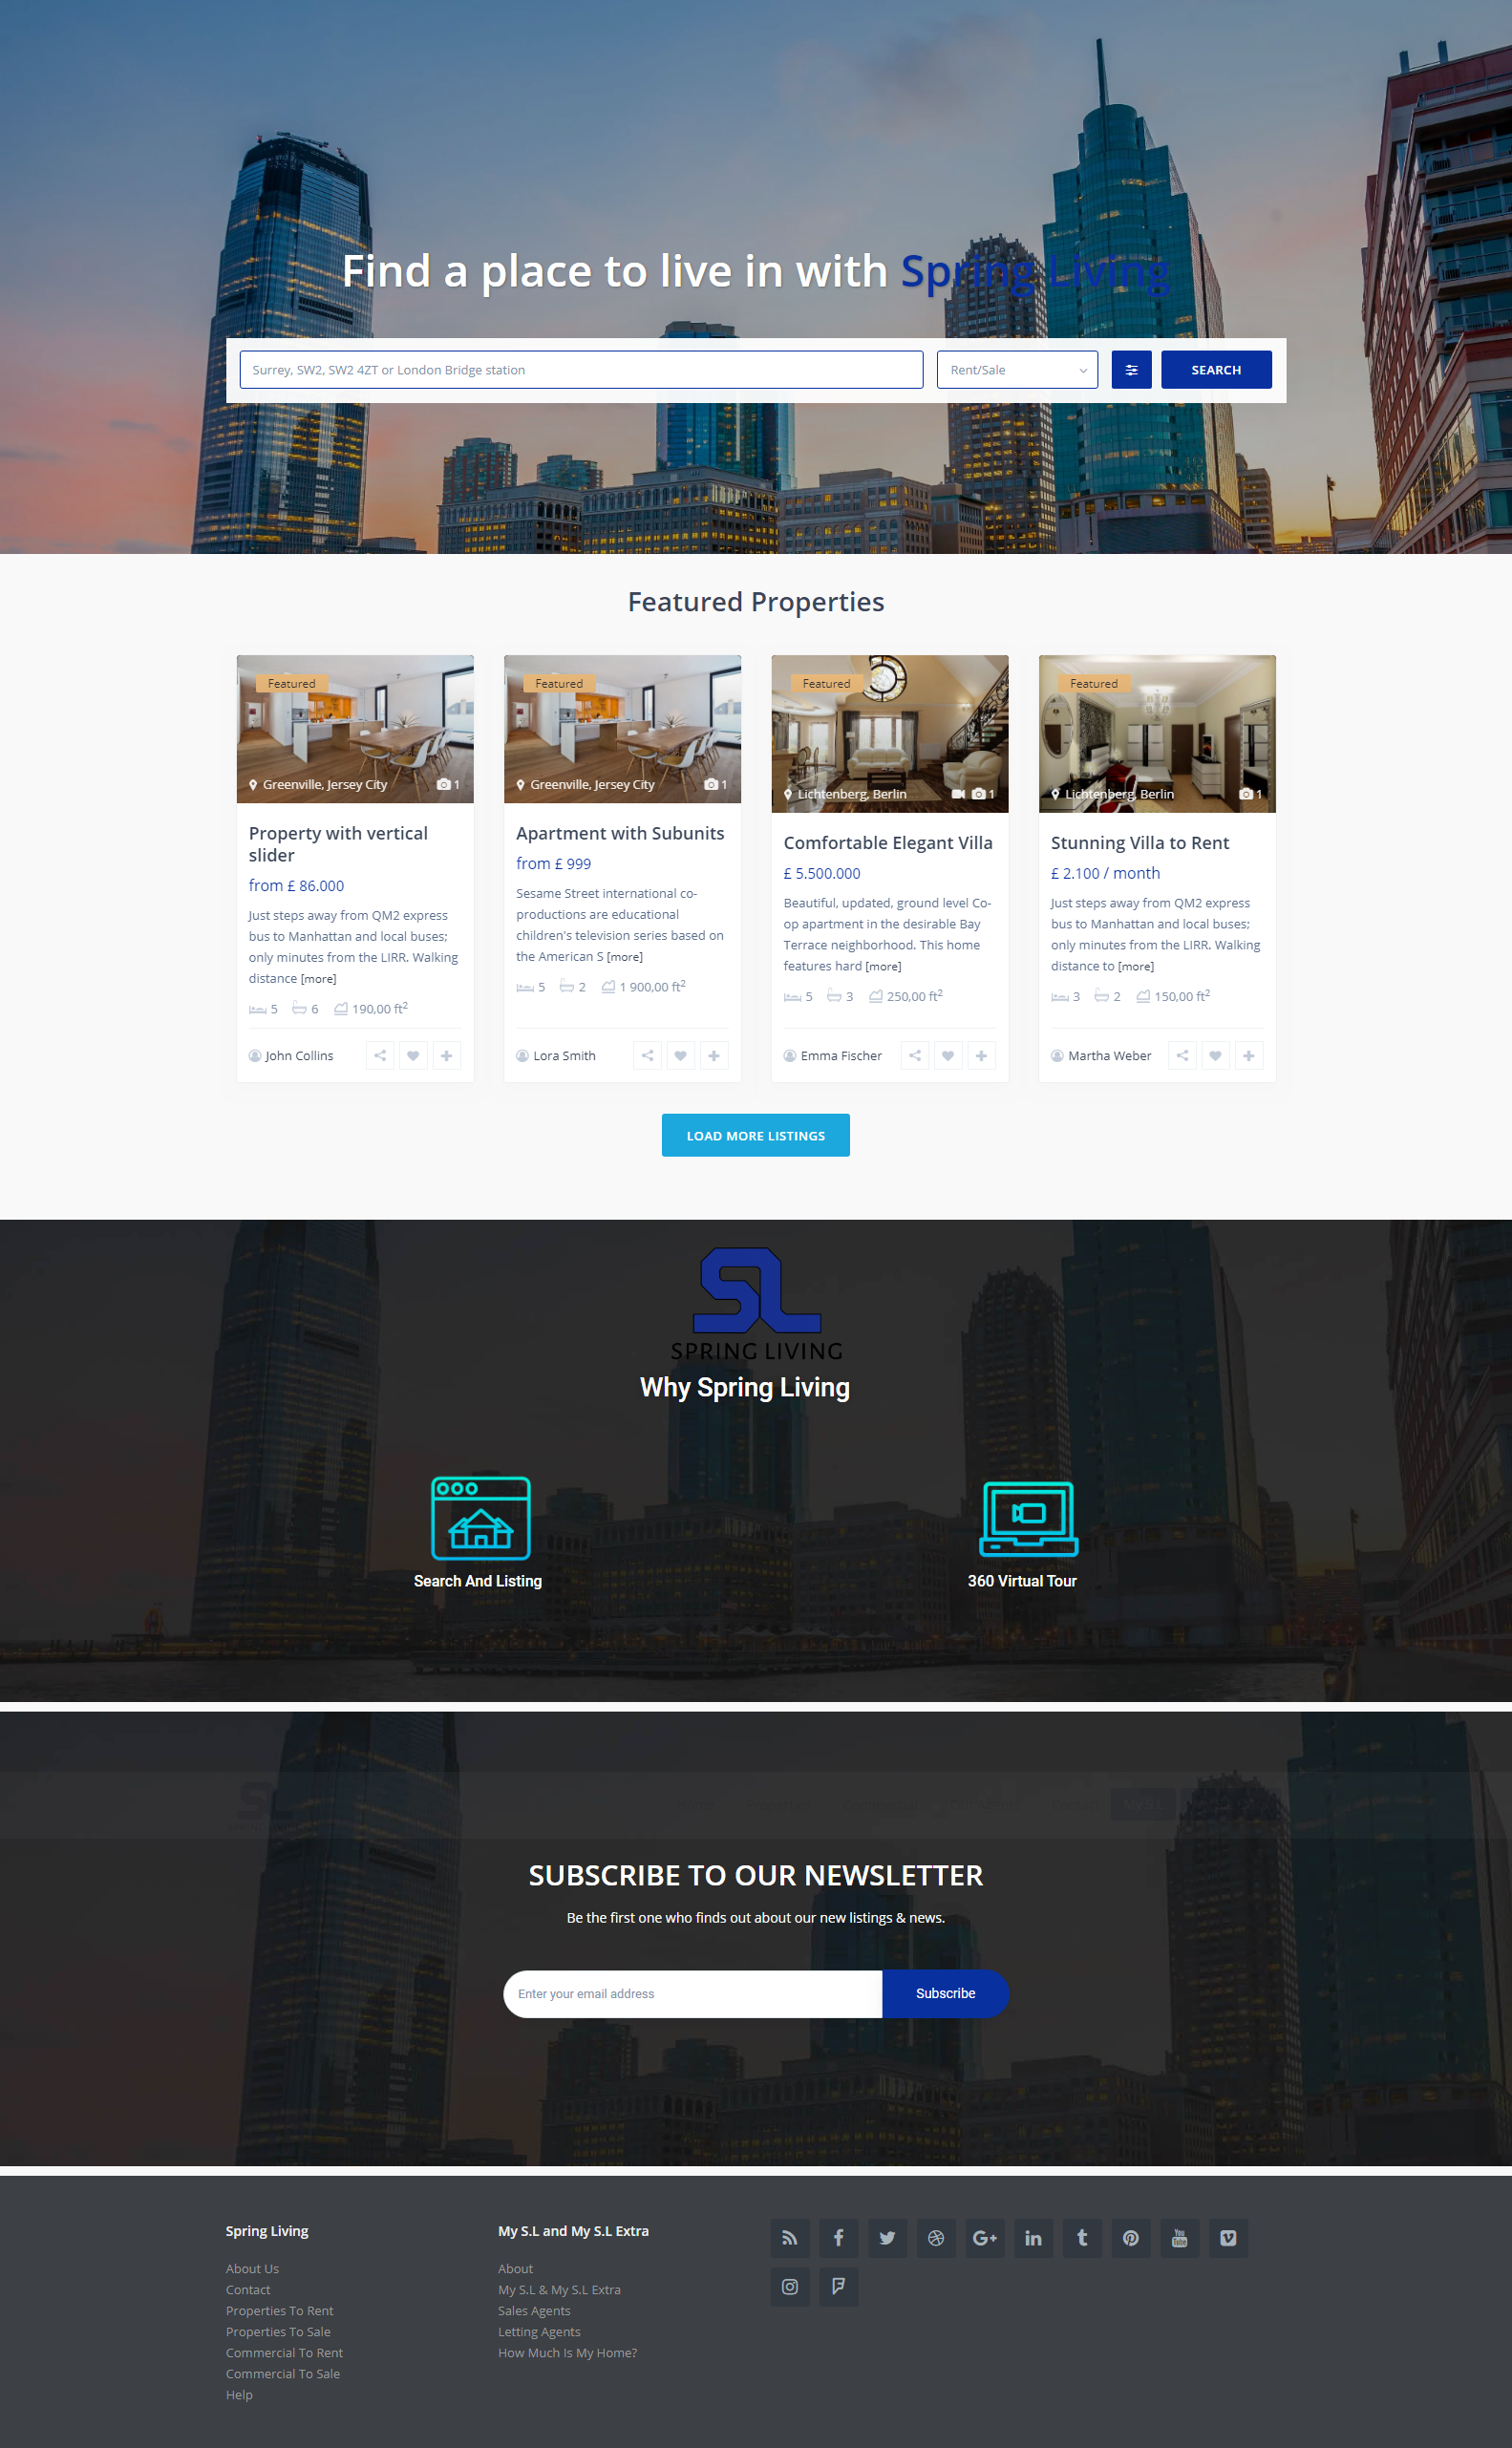 Find a place to live in with Spring Living
Surrey, SW2, SW2 4ZT or London Bridge station
Rent/Sale
SEARCH
Featured Properties
Featured
Greenville, Jersey City
1
Property with vertical
slider
from £ 86.000
Just steps away from QM2 express
bus to Manhattan and local buses;
only minutes from the LIRR. Walking
distance [more]
5 6 190,00 ft²
John Collins
Featured
Greenville, Jersey City
1
Apartment with Subunits
from £ 999
Sesame Street international co-
productions are educational
children's television series based on
the American S [more]
5 2 1 900,00 ft²
Lora Smith
Featured
Lichtenberg, Berlin
1
Comfortable Elegant Villa
£ 5.500.000
Beautiful, updated, ground level Co-
op apartment in the desirable Bay
Terrace neighborhood. This home
features hard [more]
5 3 250,00 ft²
Emma Fischer
Featured
Lichtenberg, Berlin
1
Stunning Villa to Rent
£ 2.100 / month
Just steps away from QM2 express
bus to Manhattan and local buses;
only minutes from the LIRR. Walking
distance to [more]
3 2 150,00 ft²
Martha Weber
LOAD MORE LISTINGS
SL
SPRING LIVING
Why Spring Living
Search And Listing
360 Virtual Tour
SUBSCRIBE TO OUR NEWSLETTER
Be the first one who finds out about our new listings & news.
Enter your email address
Subscribe
Spring Living
About Us
Contact
Properties To Rent
Properties To Sale
Commercial To Rent
Commercial To Sale
Help
My S.L and My S.L Extra
About
My S.L & My S.L Extra
Sales Agents
Letting Agents
How Much Is My Home?